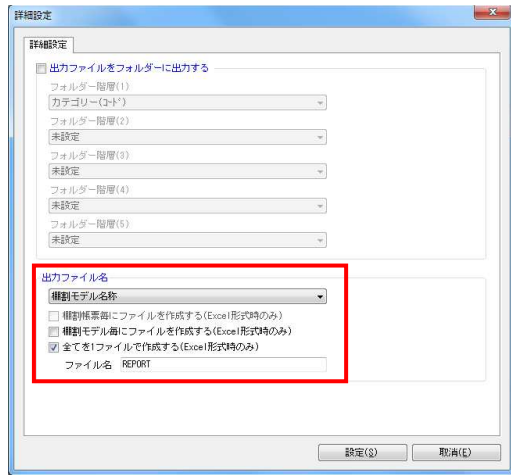 詳細設定
詳細設定
出力ファイルをフォルダーに出力する
フォルダー階層(1)
カテゴリー(コード)
フォルダー階層(2)
未設定
フォルダー階層(3)
未設定
フォルダー階層(4)
未設定
フォルダー階層(5)
未設定
出力ファイル名
棚割モデル名称
棚割帳票毎にファイルを作成する(Excel形式時のみ)
棚割モデル毎にファイルを作成する(Excel形式時のみ)
全てを1ファイルで作成する(Excel形式時のみ)
ファイル名 REPORT
設定(S) 取消(E)